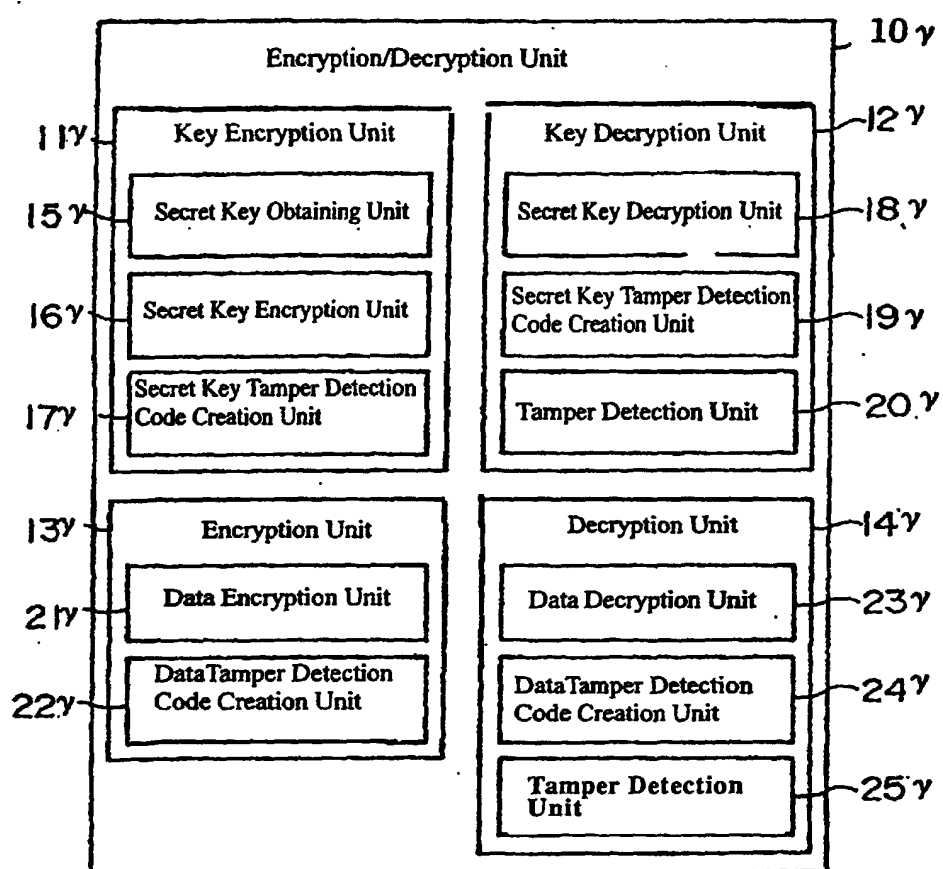 10γ
Encryption/Decryption Unit
11γ
Key Encryption Unit
15γ
Secret Key Obtaining Unit
16γ
Secret Key Encryption Unit
17γ
Secret Key Tamper Detection
Code Creation Unit
Key Decryption Unit
12γ
Secret Key Decryption Unit
18γ
Secret Key Tamper Detection
Code Creation Unit
19γ
Tamper Detection Unit
20γ
13γ
Encryption Unit
21γ
Data Encryption Unit
22γ
DataTamper Detection
Code Creation Unit
Decryption Unit
14γ
Data Decryption Unit
23γ
DataTamper Detection
Code Creation Unit
24γ
Tamper Detection
Unit
25γ